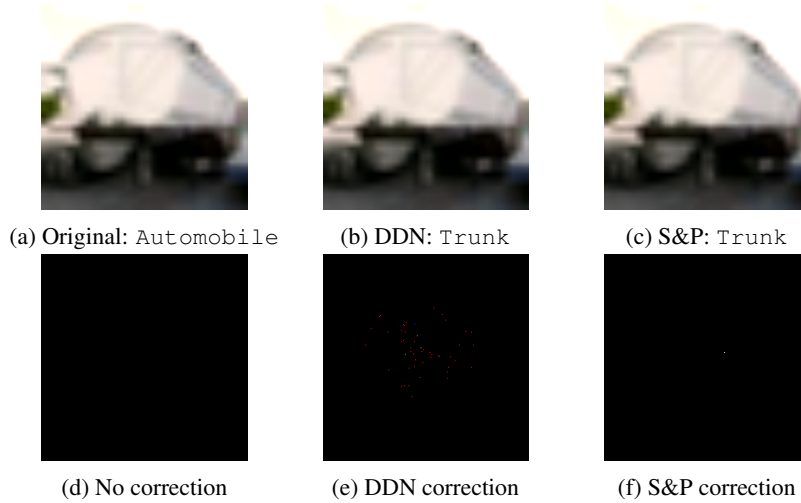 (a) Original: Automobile
(b) DDN: Trunk
(c) S&P: Trunk
(d) No correction
(e) DDN correction
(f) S&P correction